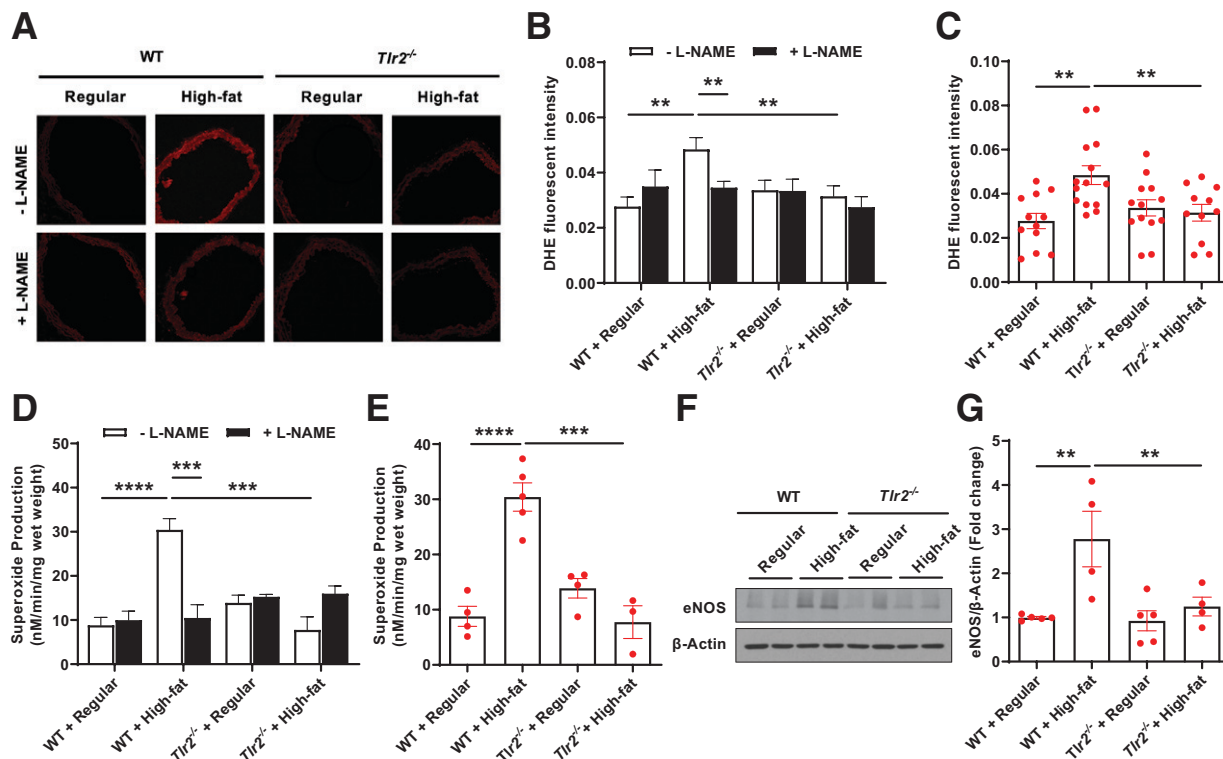 A
WT
Tlr2-/-
Regular
High-fat
Regular
High-fat
- L-NAME
+ L-NAME
B
- L-NAME
+ L-NAME
DHE fluorescent intensity
0.08
0.06
0.04
0.02
0.00
**
**
**
WT + Regular
WT + High-fat
Tlr2-/- + Regular
Tlr2-/- + High-fat
C
DHE fluorescent intensity
0.10
0.08
0.06
0.04
0.02
0.00
**
**
WT + Regular
WT + High-fat
Tlr2-/- + Regular
Tlr2-/- + High-fat
D
- L-NAME
+ L-NAME
Superoxide Production
(nM/min/mg wet weight)
50
40
30
20
10
0
****
***
***
WT + Regular
WT + High-fat
Tlr2-/- + Regular
Tlr2-/- + High-fat
E
Superoxide Production
(nM/min/mg wet weight)
40
30
20
10
0
****
***
WT + Regular
WT + High-fat
Tlr2-/- + Regular
Tlr2-/- + High-fat
F
WT
Tlr2-/-
Regular
High-fat
Regular
High-fat
eNOS
β-Actin
G
eNOS/β-Actin (Fold change)
5
4
3
2
1
0
**
**
WT + Regular
WT + High-fat
Tlr2-/- + Regular
Tlr2-/- + High-fat